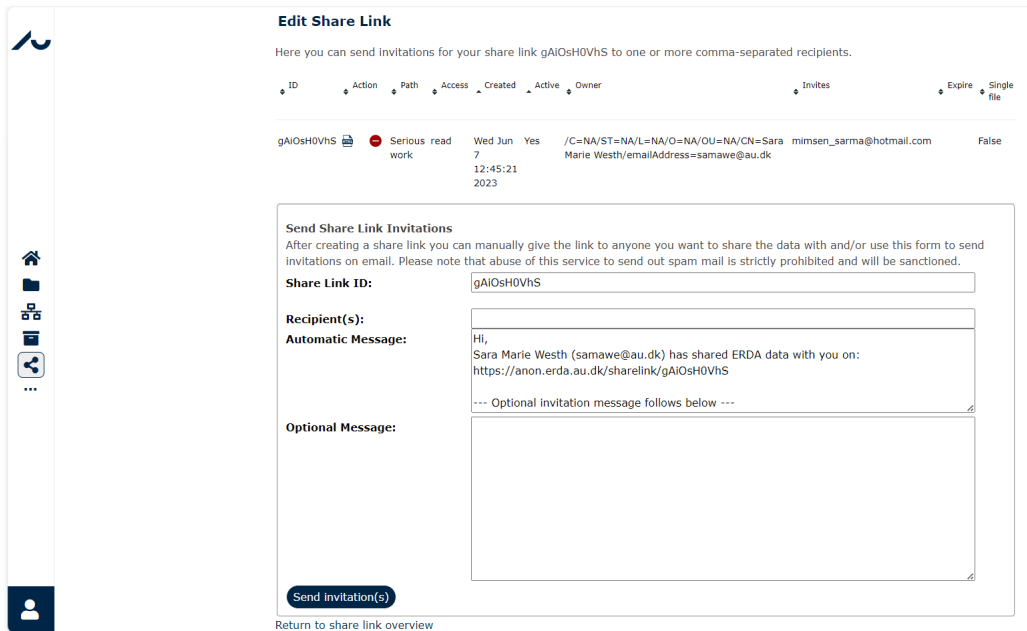 Edit Share Link
Here you can send invitations for your share link gAiOsH0VhS to one or more comma-separated recipients.
ID Action Path Access Created Active Owner Invites Expire Single file
gAiOsH0VhS Serious work read Wed Jun 7 12:45:21 2023 Yes /C=NA/ST=NA/L=NA/O=NA/OU=NA/CN=Sara Marie Westh/emailAddress=samawe@au.dk mimsen_sarma@hotmail.com False
Send Share Link Invitations
After creating a share link you can manually give the link to anyone you want to share the data with and/or use this form to send
invitations on email. Please note that abuse of this service to send out spam mail is strictly prohibited and will be sanctioned.
Share Link ID: gAiOsH0VhS
Recipient(s):
Automatic Message: Hi,
Sara Marie Westh (samawe@au.dk) has shared ERDA data with you on:
https://anon.erda.au.dk/sharelink/gAiOsH0VhS
--- Optional invitation message follows below ---
Optional Message:
Send invitation(s)
Return to share link overview